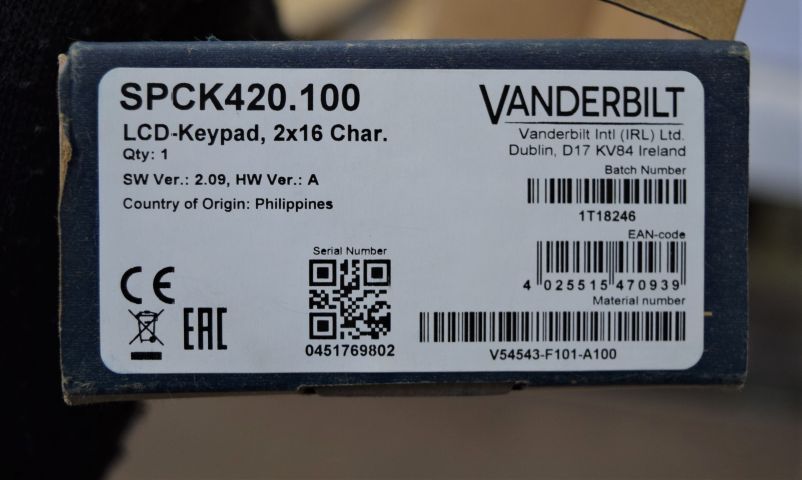 SPCK420.100
LCD-Keypad, 2x16 Char.
Qty: 1
SW Ver.: 2.09, HW Ver.: A
Country of Origin: Philippines
VANDERBILT
Vanderbilt Intl (IRL) Ltd.
Dublin, D17 KV84 Ireland
Batch Number
1T18246
EAN-code
4 025515 470939
Material number
V54543-F101-A100
Serial Number
0451769802
CE
EAC